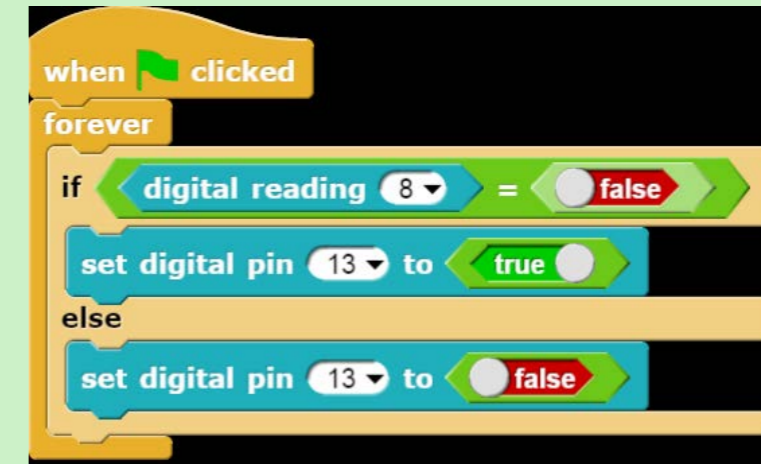 when clicked
forever
if digital reading 8 = false
set digital pin 13 to true
else
set digital pin 13 to false